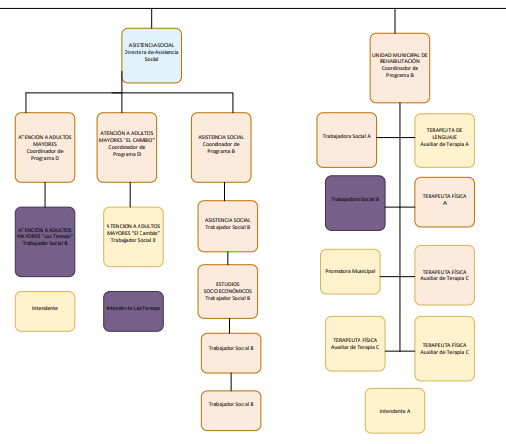 ASISTENCIA SOCIAL
Directora de Asistencia
Social
UNIDAD MUNICIPAL DE
REHABILITACIÓN
Coordinador de
Programa B
ATENCION A ADULTOS
MAYORES
Coordinador de
Programa D
ATENCIÓN A ADULTOS
MAYORES "EL CAMBIO"
Coordinador de
Programa D
ASISTENCIA SOCIAL
Coordinador de
Programa B
Trabajadora Social A
TERAPEUTA DE
LENGUAJE
Auxiliar de Terapia A
ATENCIÓN A ADULTOS
MAYORES "Las Teresas"
Trabajador Social B
ATENCION A ADULTOS
MAYORES "El Cambio"
Trabajador Social D
ASISTENCIA SOCIAL
Trabajador Social B
Trabajadora Social B
TERAPEUTA FÍSICA
A
ESTUDIOS
SOCIOECONÓMICOS
Trabajador Social B
Promotora Municipal
TERAPEUTA FÍSICA
Auxiliar de Terapia C
Intendente
Intendente Las Teresas
Trabajador Social B
TERAPEUTA FÍSICA
Auxiliar de Terapia C
TERAPEUTA FÍSICA
Auxiliar de Terapia C
Trabajador Social B
Intendente A